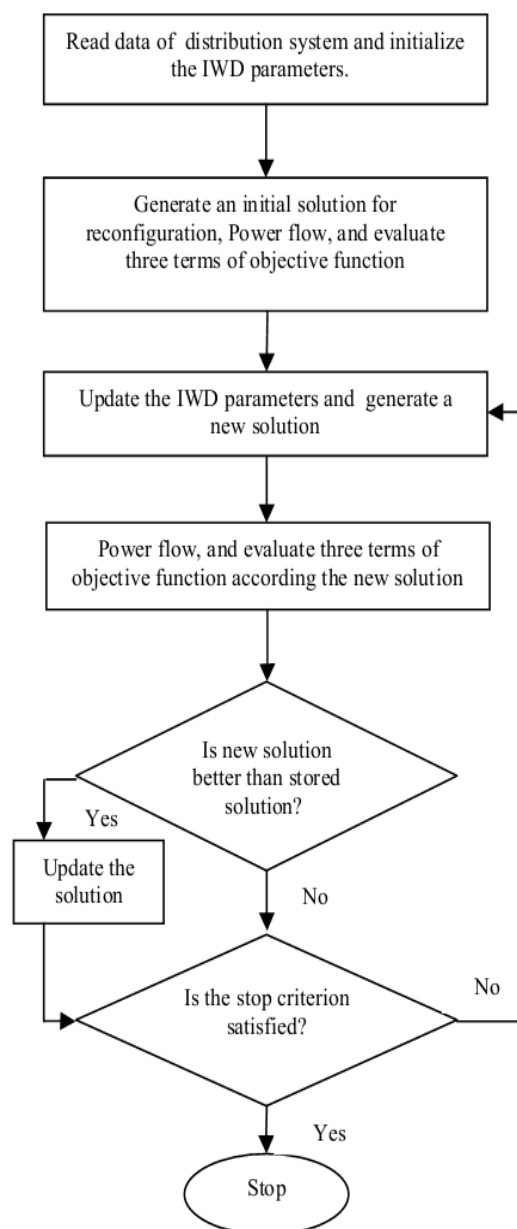 Read data of distribution system and initialize
the IWD parameters.
Generate an initial solution for
reconfiguration, Power flow, and evaluate
three terms of objective function
Update the IWD parameters and generate a
new solution
Power flow, and evaluate three terms of
objective function according the new solution
Is new solution
better than stored
solution?
Yes
Update the
solution
No
Is the stop criterion
satisfied?
No
Yes
Stop